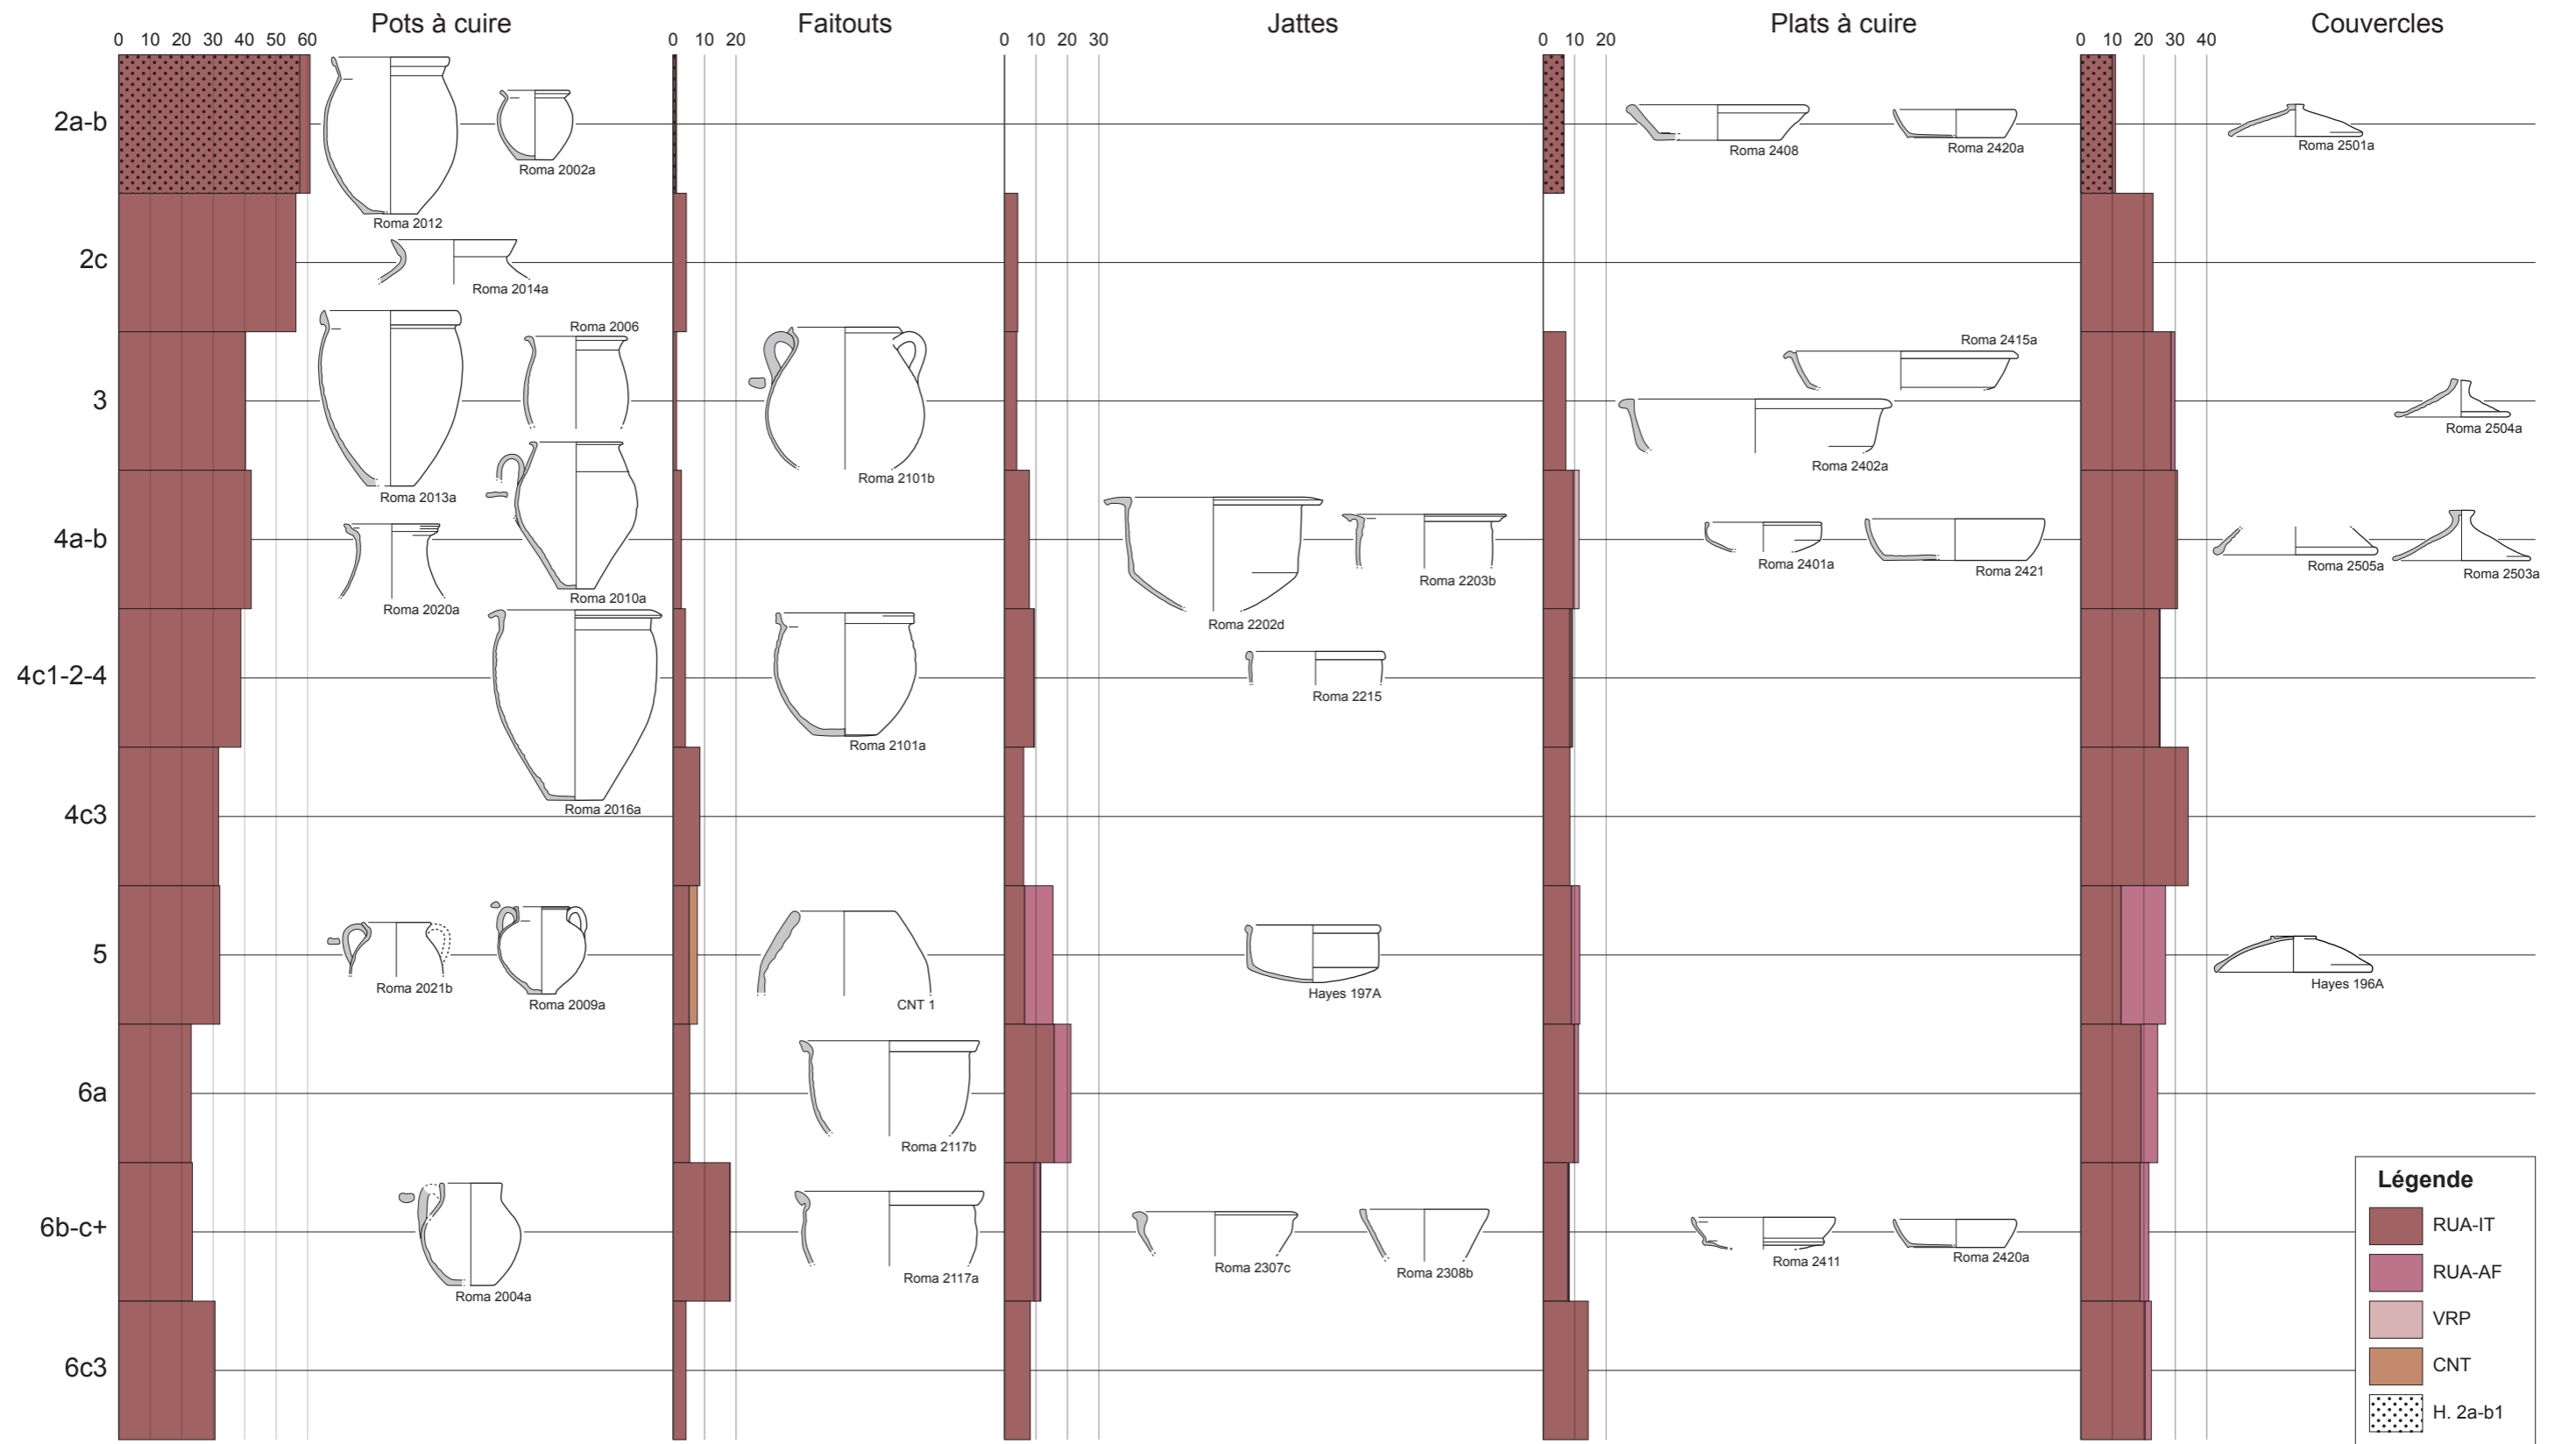 Pots à cuire Faitouts Jattes Plats à cuire Couvercles
0 10 20 30 40 50 60 0 10 20 0 10 20 30 0 10 20 0 10 20 30 40
2a-b
Roma 2012
Roma 2002a
Roma 2408
Roma 2420a
Roma 2501a
2c
Roma 2014a
3
Roma 2013a
Roma 2006
Roma 2101b
Roma 2415a
Roma 2402a
Roma 2504a
4a-b
Roma 2020a
Roma 2010a
Roma 2202d
Roma 2203b
Roma 2401a
Roma 2421
Roma 2505a
Roma 2503a
4c1-2-4
Roma 2016a
Roma 2101a
Roma 2215
4c3
5
Roma 2021b
Roma 2009a
CNT 1
Hayes 197A
Hayes 196A
6a
Roma 2117b
6b-c+
Roma 2004a
Roma 2117a
Roma 2307c
Roma 2308b
Roma 2411
Roma 2420a
6c3
Légende
RUA-IT
RUA-AF
VRP
CNT
H. 2a-b1